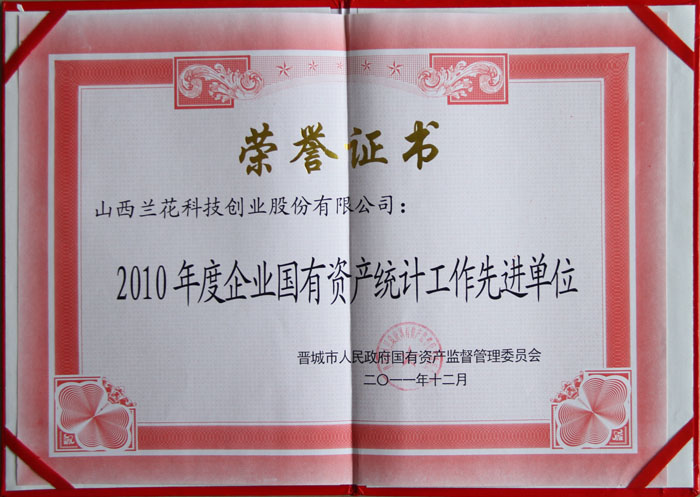 荣誉证书
山西兰花科技创业股份有限公司：
2010年度企业国有资产统计工作先进单位
晋城市人民政府国有资产监督管理委员会
二〇一一年十二月